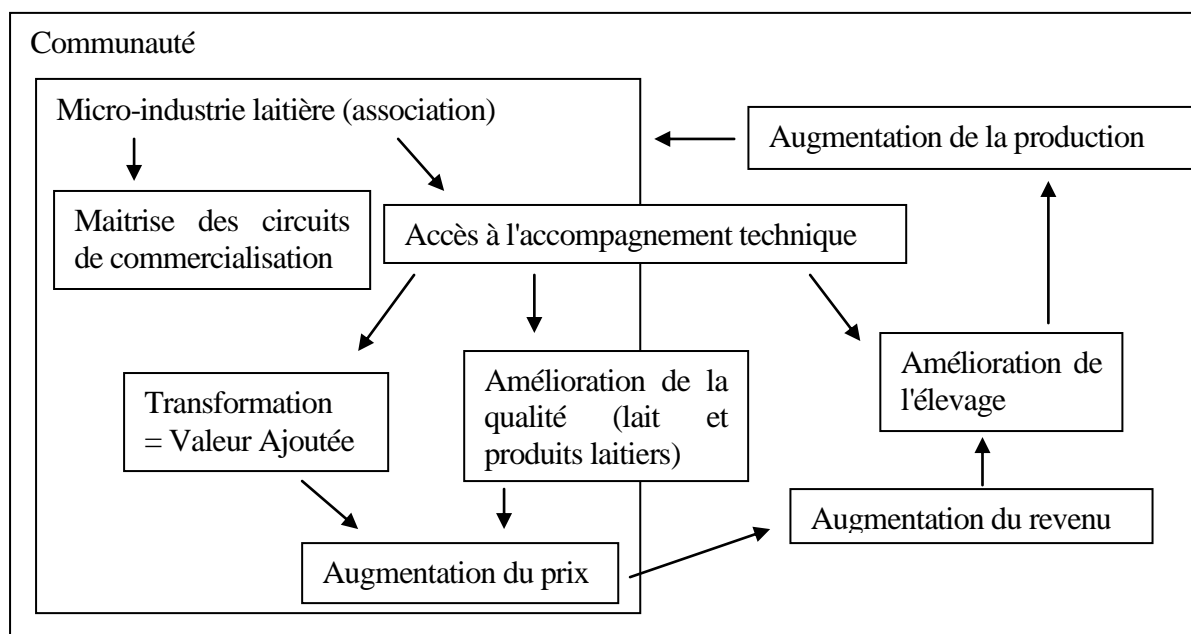 Communauté
Micro-industrie laitière (association)
Augmentation de la production
Maitrise des circuits
de commercialisation
Accès à l'accompagnement technique
Transformation
= Valeur Ajoutée
Amélioration de la
qualité (lait et
produits laitiers)
Amélioration de
l'élevage
Augmentation du revenu
Augmentation du prix